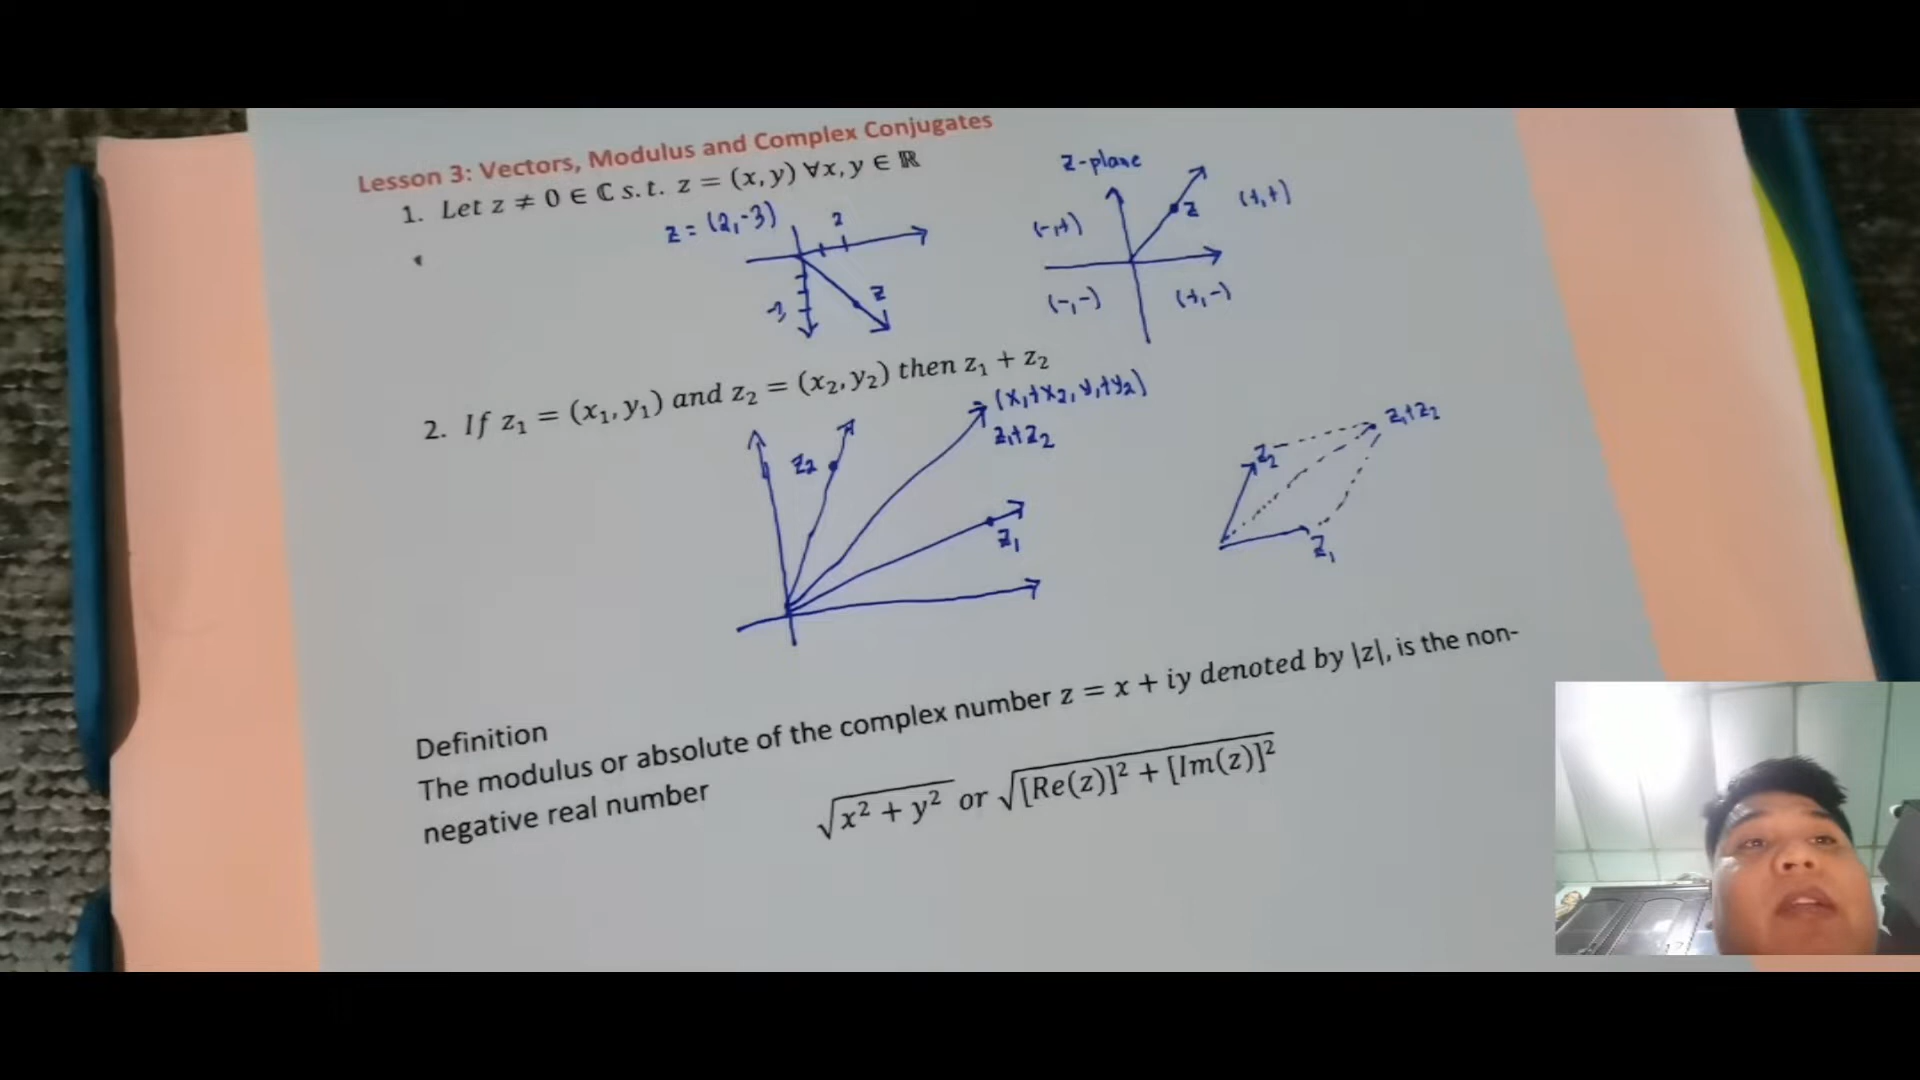 Lesson 3: Vectors, Modulus and Complex Conjugates
1. Let z ≠ 0 ∈ ℂ s.t. z = (x, y) ∀x, y ∈ ℝ
z = (2,-3)
2
-3
z
z-plane
(-,+)
z
(+,+)
(-,-)
(+,-)
2. If z₁ = (x₁, y₁) and z₂ = (x₂, y₂) then z₁ + z₂
(x₁+x₂, y₁+y₂)
z₁+z₂
z₂
z₁
z₂
z₁+z₂
z₁
Definition
The modulus or absolute of the complex number z = x + iy denoted by |z|, is the non-
negative real number
√x² + y² or √[Re(z)]² + [Im(z)]²